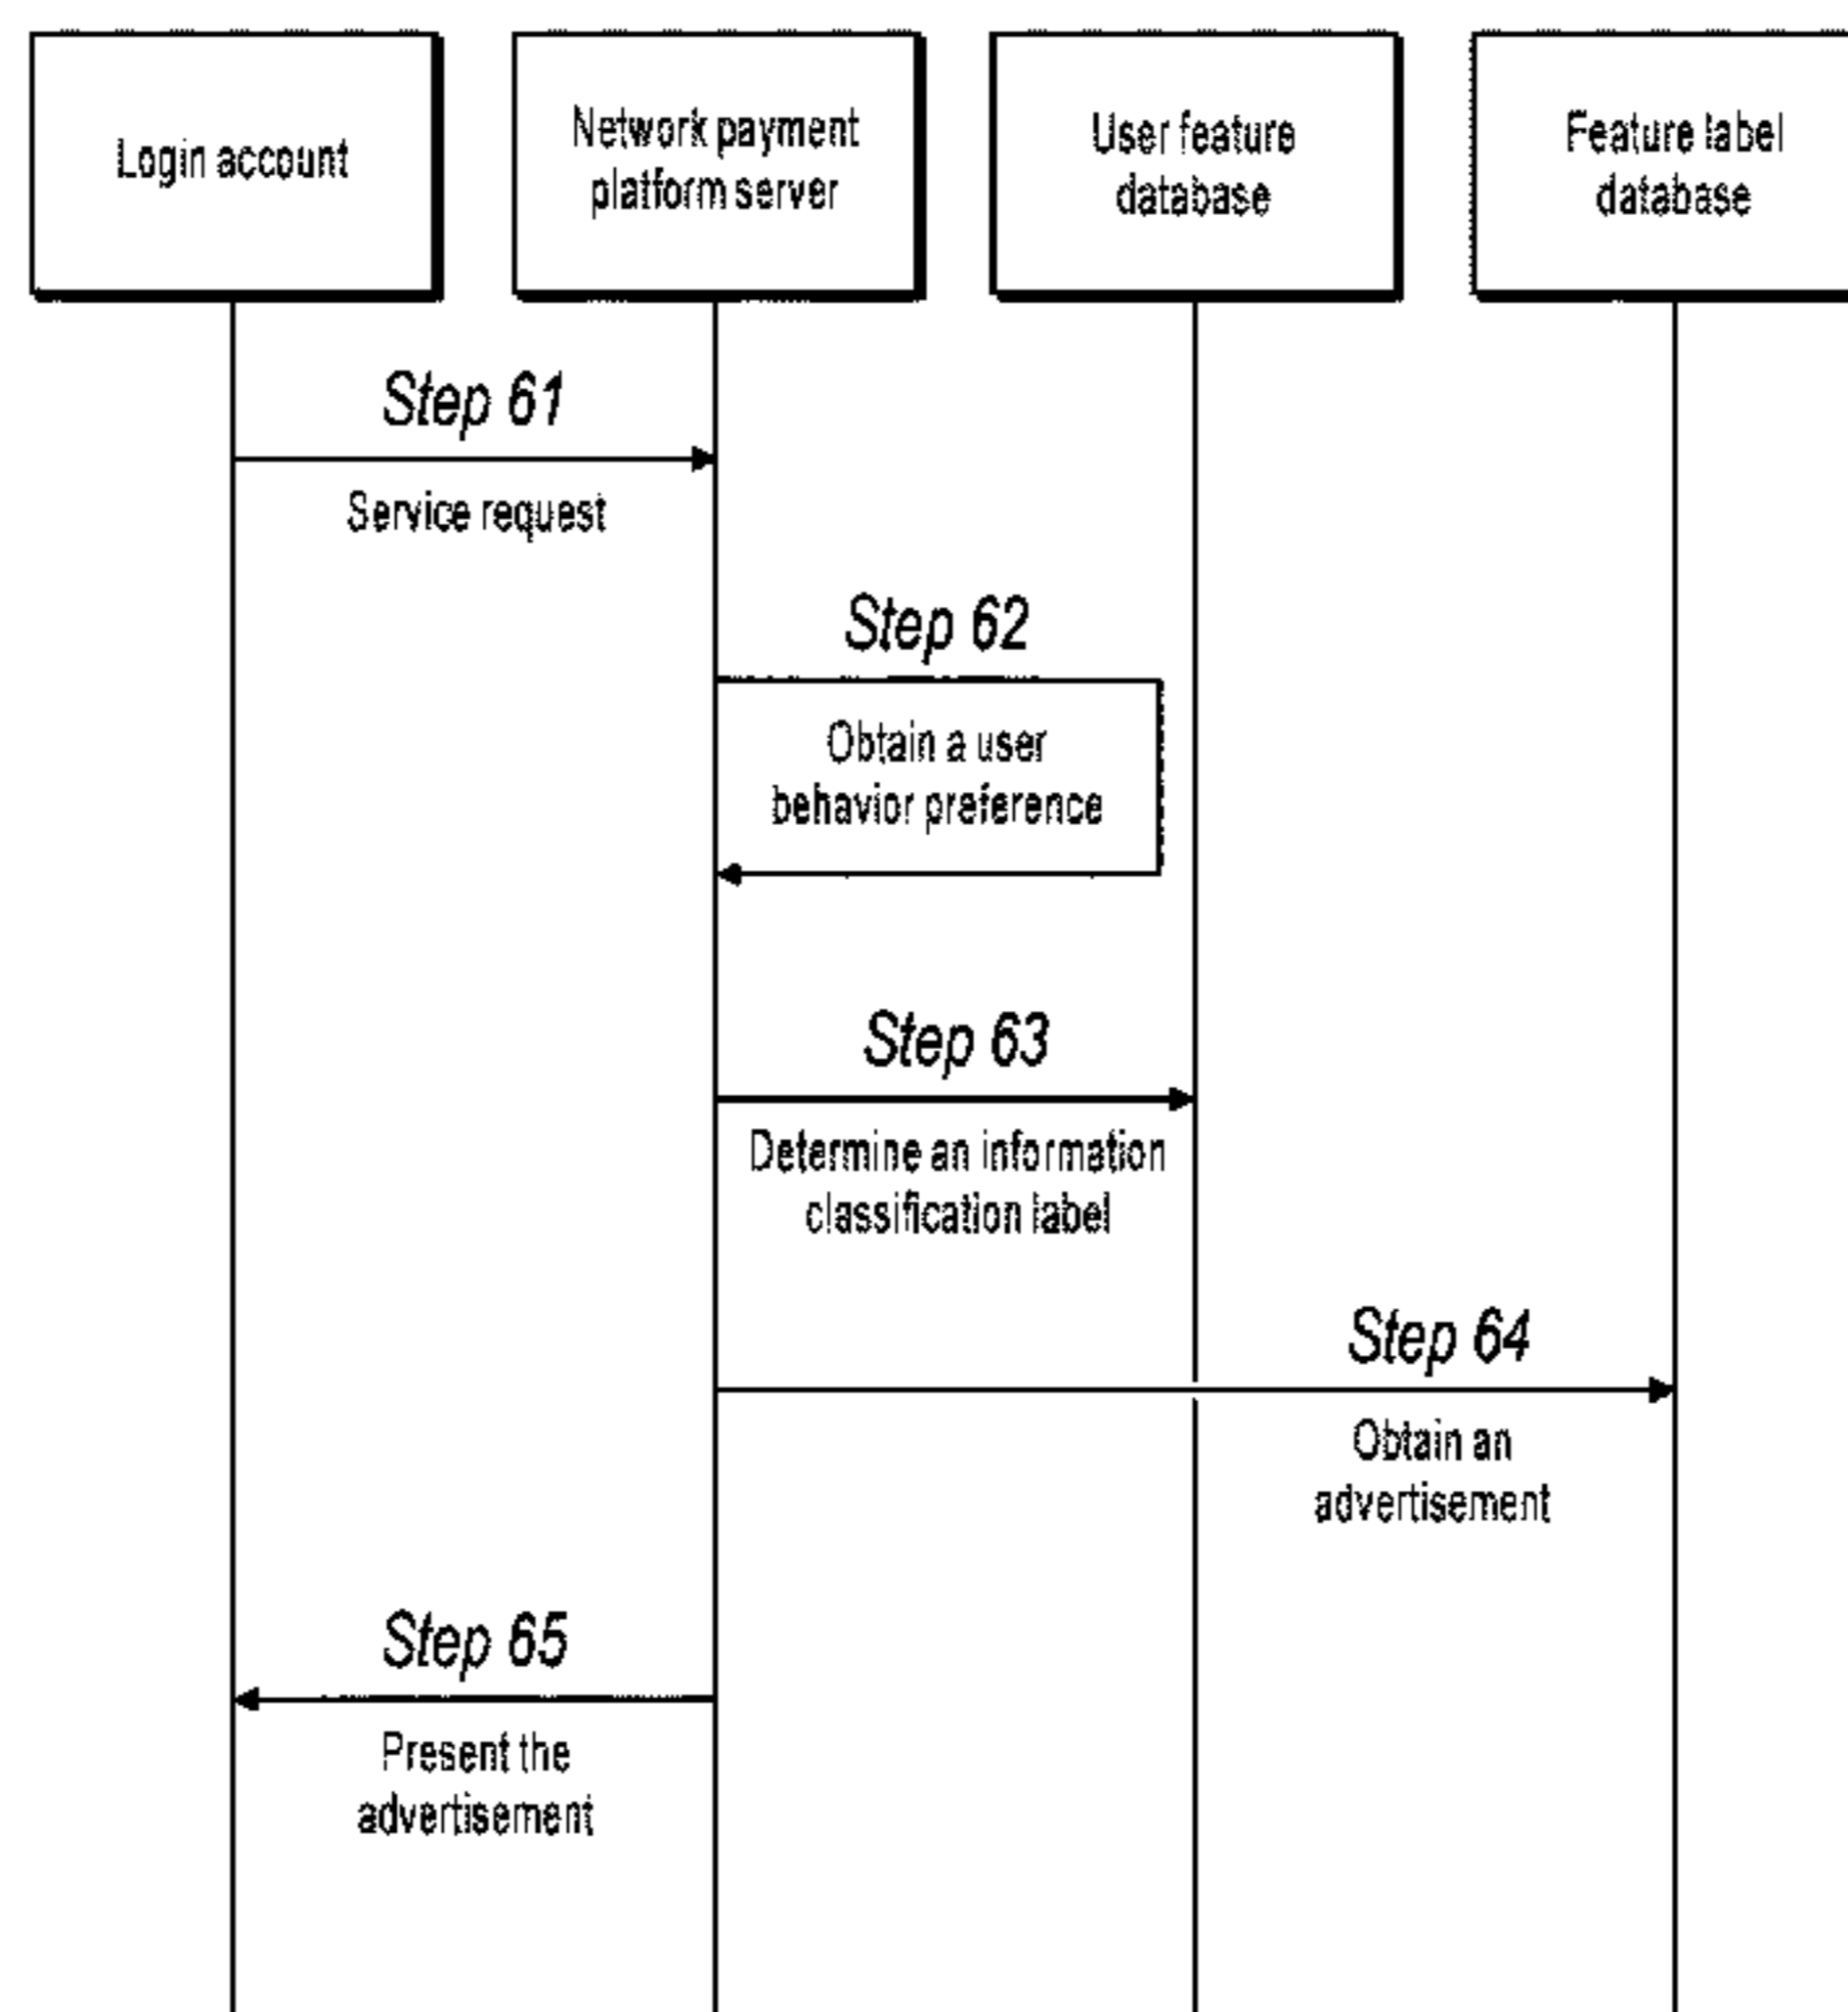 Login account
Network payment
platform server
User feature
database
Feature label
database
Step 61
Service request
Step 62
Obtain a user
behavior preference
Step 63
Determine an information
classification label
Step 64
Obtain an
advertisement
Step 65
Present the
advertisement